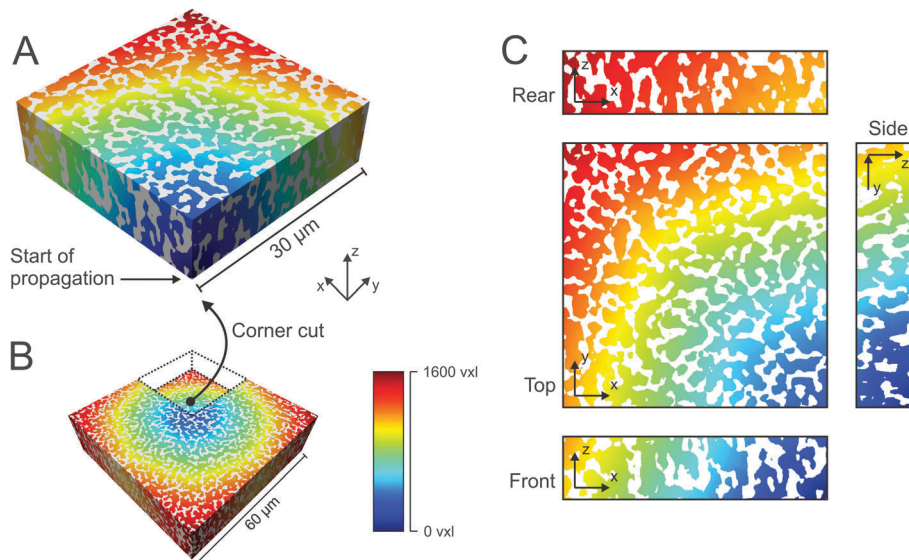 A
30 µm
Start of
propagation
z
x
y
Corner cut
B
60 µm
1600 vxl
0 vxl
C
Rear
z
x
Side
z
y
Top
y
x
Front
z
x